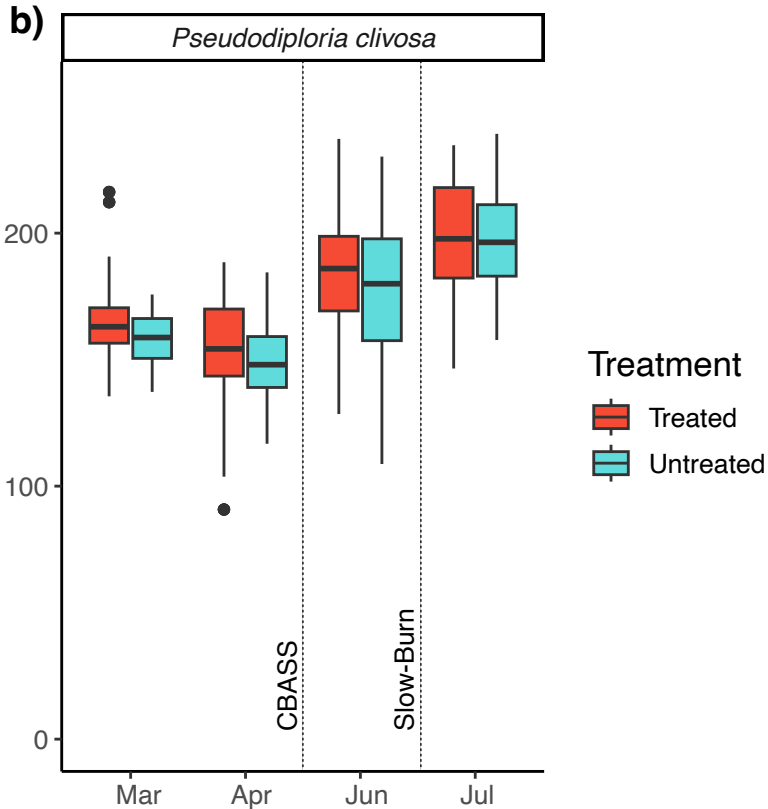 b)
Pseudodiploria clivosa
200
100
0
CBASS
Slow-Burn
Mar
Apr
Jun
Jul
Treatment
Treated
Untreated